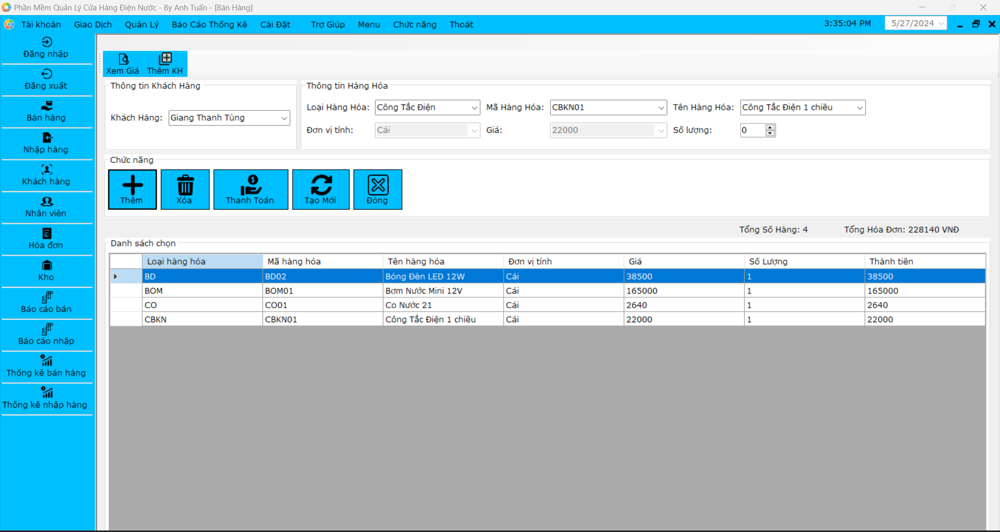 Phần Mềm Quản Lý Cửa Hàng Điện Nước - By Anh Tuấn - [Bán Hàng]
Tài khoản Giao Dịch Quản Lý Báo Cáo Thống Kê Cài Đặt Trợ Giúp Menu Chức năng Thoát 3:35:04 PM 5/27/2024
Đăng nhập
Đăng xuất
Bán hàng
Nhập hàng
Khách hàng
Nhân viên
Hóa đơn
Kho
Báo cáo bán
Báo cáo nhập
Thống kê bán hàng
Thống kê nhập hàng
Xem Giá Thêm KH
Thông tin Khách Hàng
Khách Hàng: Giang Thanh Tùng
Thông tin Hàng Hóa
Loại Hàng Hóa: Công Tắc Điện Mã Hàng Hóa: CBKN01 Tên Hàng Hóa: Công Tắc Điện 1 chiều
Đơn vị tính: Cái Giá: 22000 Số lượng: 0
Chức năng
Thêm Xóa Thanh Toán Tạo Mới Đóng
Tổng Số Hàng: 4 Tổng Hóa Đơn: 228140 VNĐ
Danh sách chọn
Loại hàng hóa Mã hàng hóa Tên hàng hóa Đơn vị tính Giá Số Lượng Thành tiền
BD BD02 Bóng Đèn LED 12W Cái 38500 1 38500
BOM BOM01 Bơm Nước Mini 12V Cái 165000 1 165000
CO CO01 Co Nước 21 Cái 2640 1 2640
CBKN CBKN01 Công Tắc Điện 1 chiều Cái 22000 1 22000